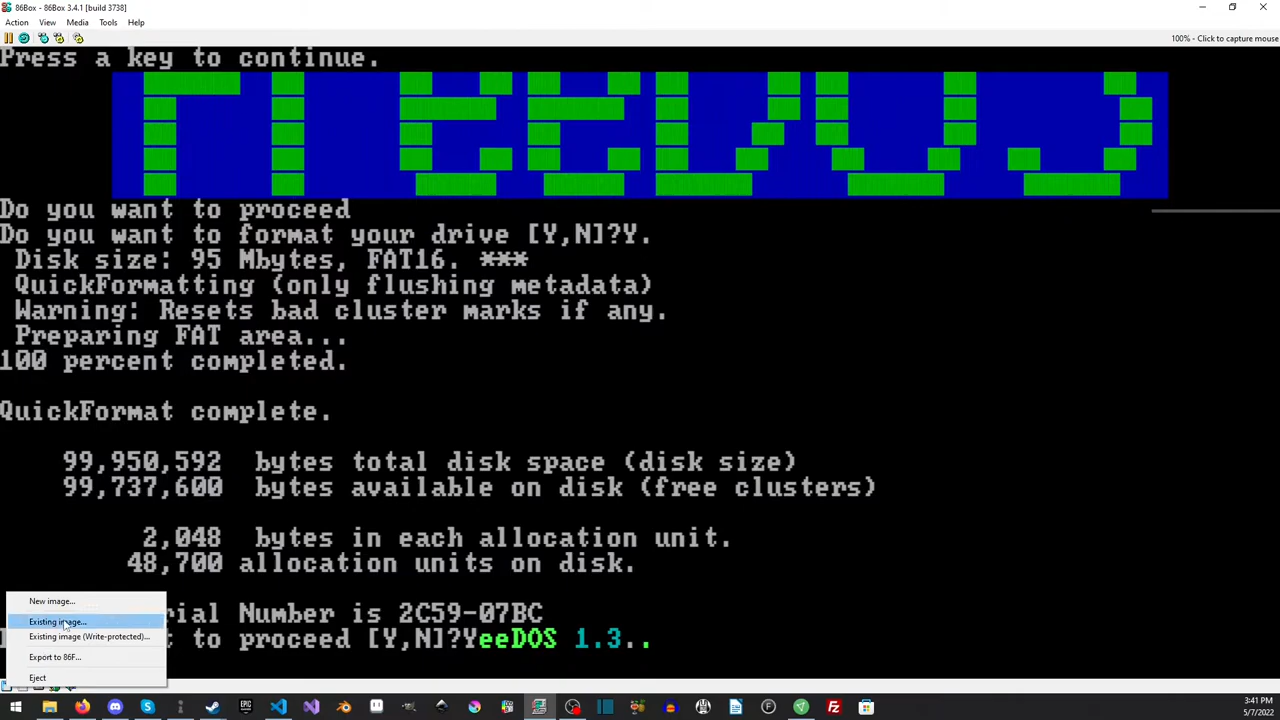 86Box - 86Box 3.4.1 [build 3738]
Action View Media Tools Help
100% - Click to capture mouse
Press a key to continue.
Do you want to proceed
Do you want to format your drive [Y,N]?Y.
Disk size: 95 Mbytes, FAT16. ***
QuickFormatting (only flushing metadata)
Warning: Resets bad cluster marks if any.
Preparing FAT area...
100 percent completed.
QuickFormat complete.
99,950,592 bytes total disk space (disk size)
99,737,600 bytes available on disk (free clusters)
2,048 bytes in each allocation unit.
48,700 allocation units on disk.
New image...
rial Number is 2C59-07BC
Existing image...
Existing image (Write-protected)...
t to proceed [Y,N]?YeeDOS 1.3..
Export to 86F...
Eject
3:41 PM
5/7/2022